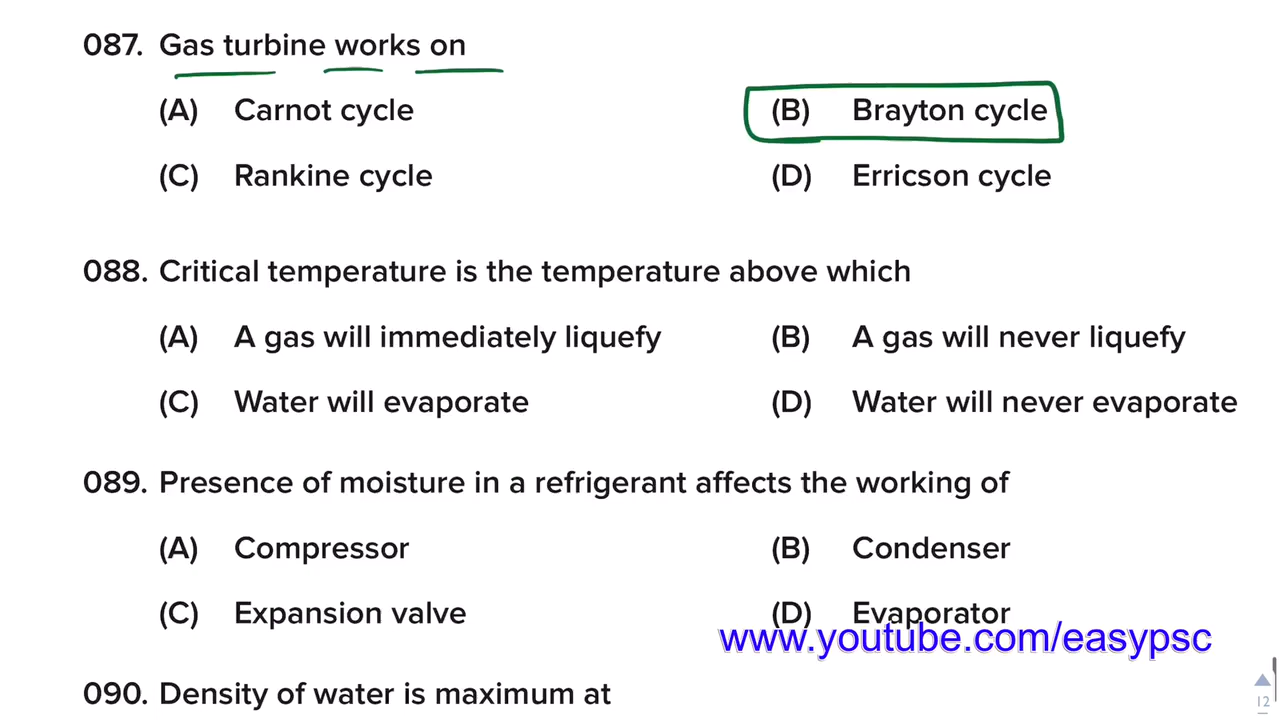 087. Gas turbine works on
(A) Carnot cycle (B) Brayton cycle
(C) Rankine cycle (D) Erricson cycle
088. Critical temperature is the temperature above which
(A) A gas will immediately liquefy (B) A gas will never liquefy
(C) Water will evaporate (D) Water will never evaporate
089. Presence of moisture in a refrigerant affects the working of
(A) Compressor (B) Condenser
(C) Expansion valve (D) Evaporator
www.youtube.com/easypsc
090. Density of water is maximum at
12